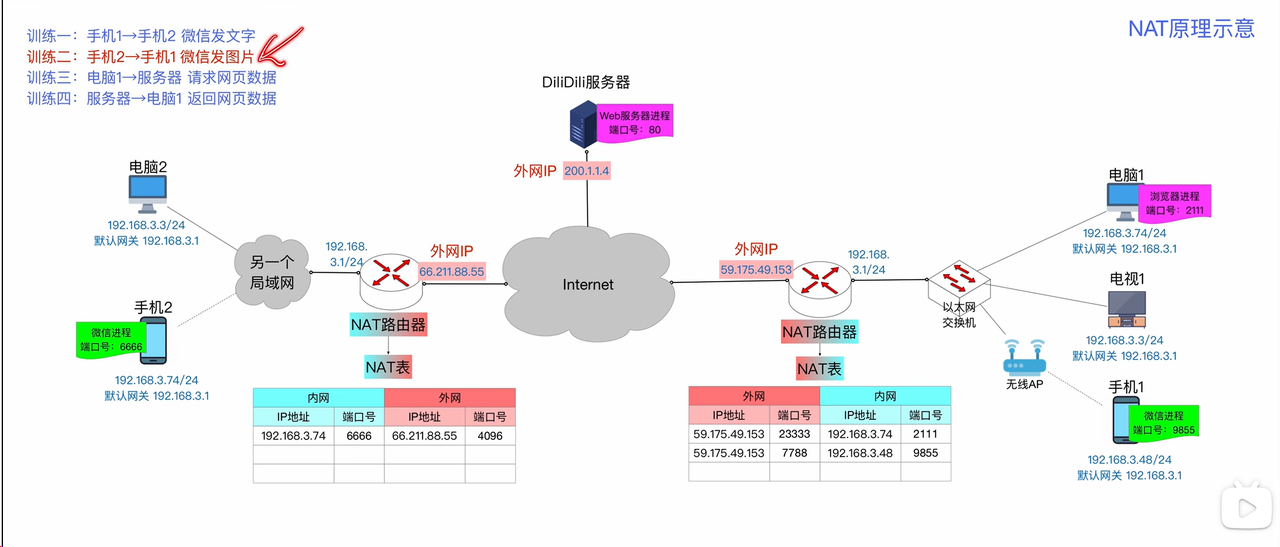 NAT原理示意
训练一：手机1→手机2 微信发文字
训练二：手机2→手机1 微信发图片
训练三：电脑1→服务器 请求网页数据
训练四：服务器→电脑1 返回网页数据
DiliDili服务器
Web服务器进程
端口号：80
外网IP 200.1.1.4
电脑2
192.168.3.3/24
默认网关 192.168.3.1
另一个
局域网
手机2
微信进程
端口号：6666
192.168.3.74/24
默认网关 192.168.3.1
192.168.
3.1/24
外网IP
66.211.88.55
NAT路由器
NAT表
内网 外网
IP地址 端口号 IP地址 端口号
192.168.3.74 6666 66.211.88.55 4096
Internet
外网IP
59.175.49.153
192.168.
3.1/24
NAT路由器
NAT表
外网 内网
IP地址 端口号 IP地址 端口号
59.175.49.153 23333 192.168.3.74 2111
59.175.49.153 7788 192.168.3.48 9855
以太网
交换机
电脑1
浏览器进程
端口号：2111
192.168.3.74/24
默认网关 192.168.3.1
电视1
192.168.3.3/24
默认网关 192.168.3.1
无线AP
手机1
微信进程
端口号：9855
192.168.3.48/24
默认网关 192.168.3.1